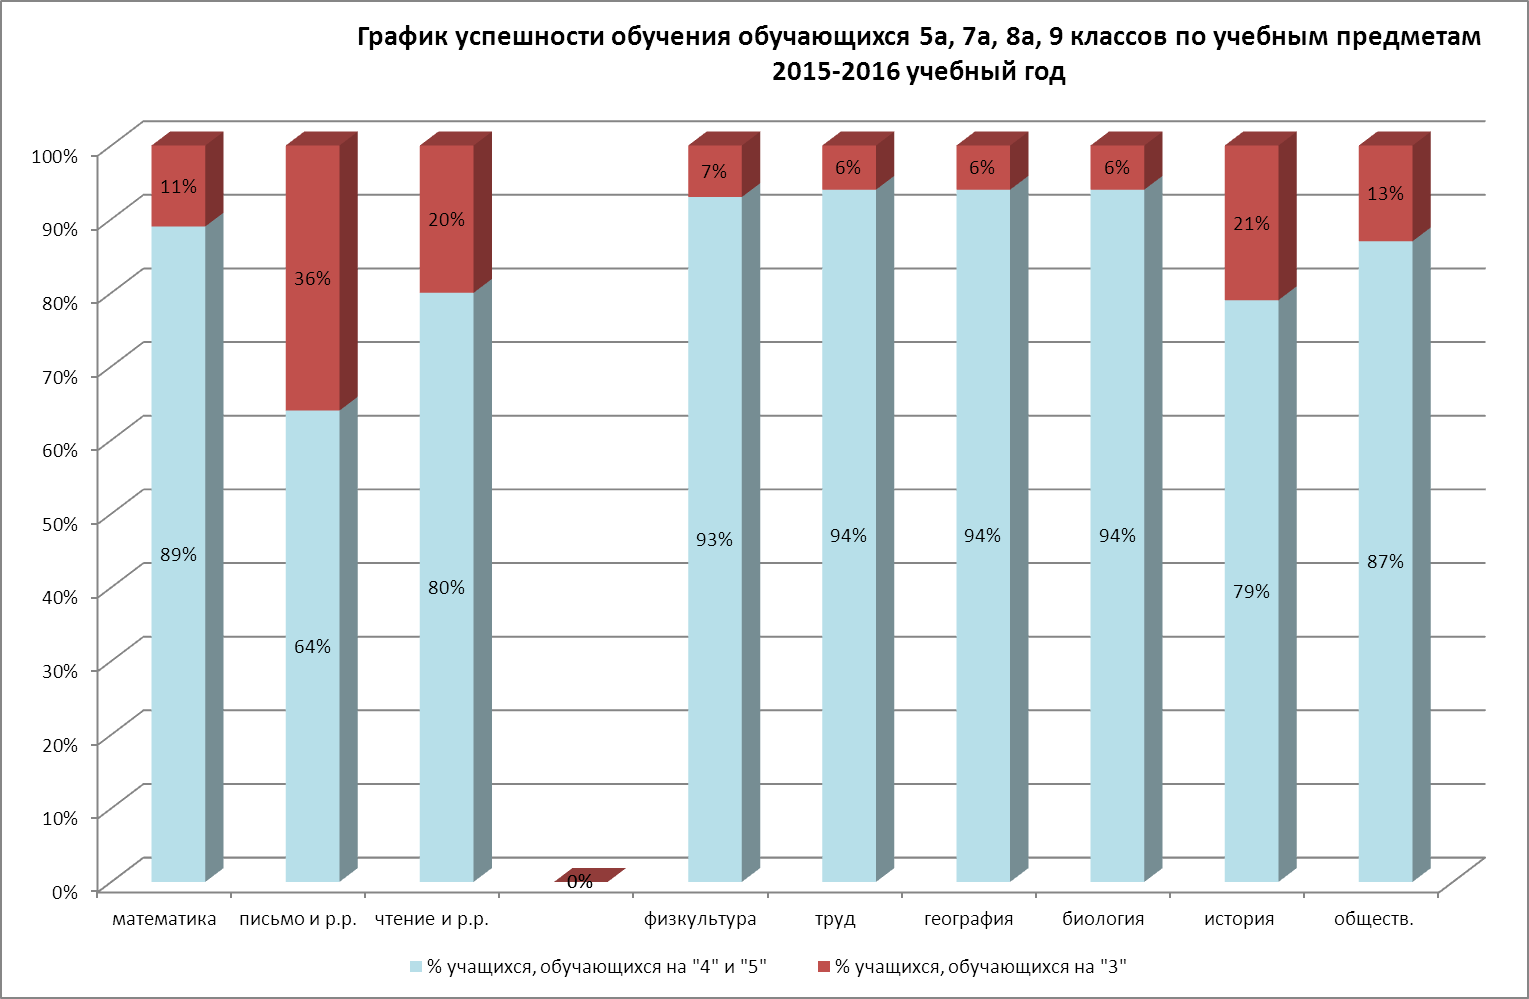 График успешности обучения обучающихся 5а, 7а, 8а, 9 классов по учебным предметам
2015-2016 учебный год
100%
90%
80%
70%
60%
50%
40%
30%
20%
10%
0%
11% 36% 20% 7% 6% 6% 6% 21% 13%
89% 64% 80% 0% 93% 94% 94% 94% 79% 87%
математика письмо и р.р. чтение и р.р. физкультура труд география биология история обществ.
% учащихся, обучающихся на "4" и "5" % учащихся, обучающихся на "3"